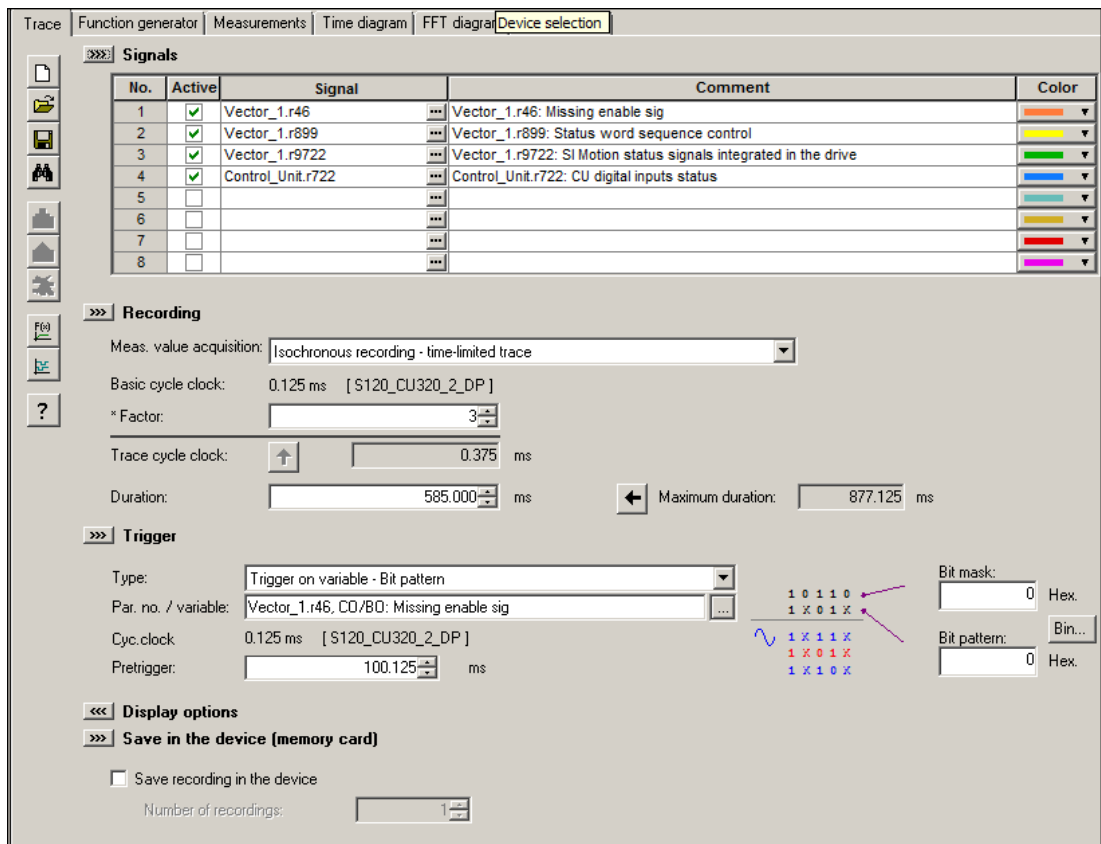 Trace Function generator Measurements Time diagram FFT diagra Device selection
Signals
No. Active Signal Comment Color
1 Vector_1.r46 ... Vector_1.r46: Missing enable sig
2 Vector_1.r899 ... Vector_1.r899: Status word sequence control
3 Vector_1.r9722 ... Vector_1.r9722: SI Motion status signals integrated in the drive
4 Control_Unit.r722 ... Control_Unit.r722: CU digital inputs status
5 ...
6 ...
7 ...
8 ...
Recording
F(x)
Meas. value acquisition: Isochronous recording - time-limited trace
Basic cycle clock: 0.125 ms [ S120_CU320_2_DP ]
?
* Factor: 3
Trace cycle clock: 0.375 ms
Duration: 585.000 ms Maximum duration: 877.125 ms
Trigger
Type: Trigger on variable - Bit pattern
Bit mask:
1 0 1 1 0
0 Hex.
Par. no. / variable: Vector_1.r46, CO/BO: Missing enable sig ...
1 X 0 1 X
Cyc.clock 0.125 ms [ S120_CU320_2_DP ]
1 X 1 1 X
Bit pattern:
Bin...
1 X 0 1 X
Pretrigger: 100.125 ms
0 Hex.
1 X 1 0 X
Display options
Save in the device (memory card)
Save recording in the device
Number of recordings: 1